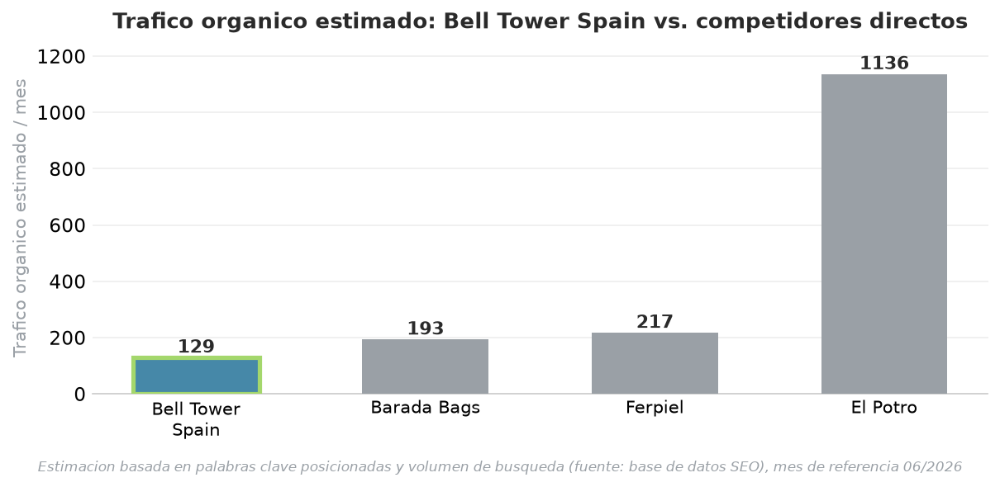 Trafico organico estimado: Bell Tower Spain vs. competidores directos
Trafico organico estimado / mes
1200
1000
800
600
400
200
0
129
193
217
1136
Bell Tower
Spain
Barada Bags
Ferpiel
El Potro
Estimacion basada en palabras clave posicionadas y volumen de busqueda (fuente: base de datos SEO), mes de referencia 06/2026